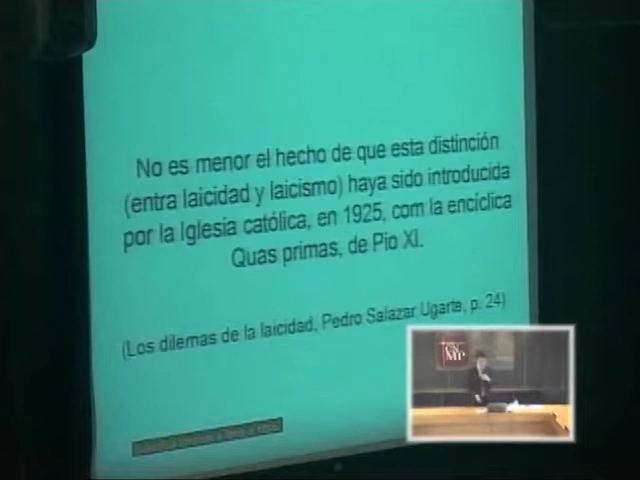 No es menor el hecho de que esta distinción
(entra laicidad y laicismo) haya sido introducida
por la Iglesia católica, en 1925, com la encíclica
Quas primas, de Pio XI.
(Los dilemas de la laicidad, Pedro Salazar Ugarte, p. 24)
MP